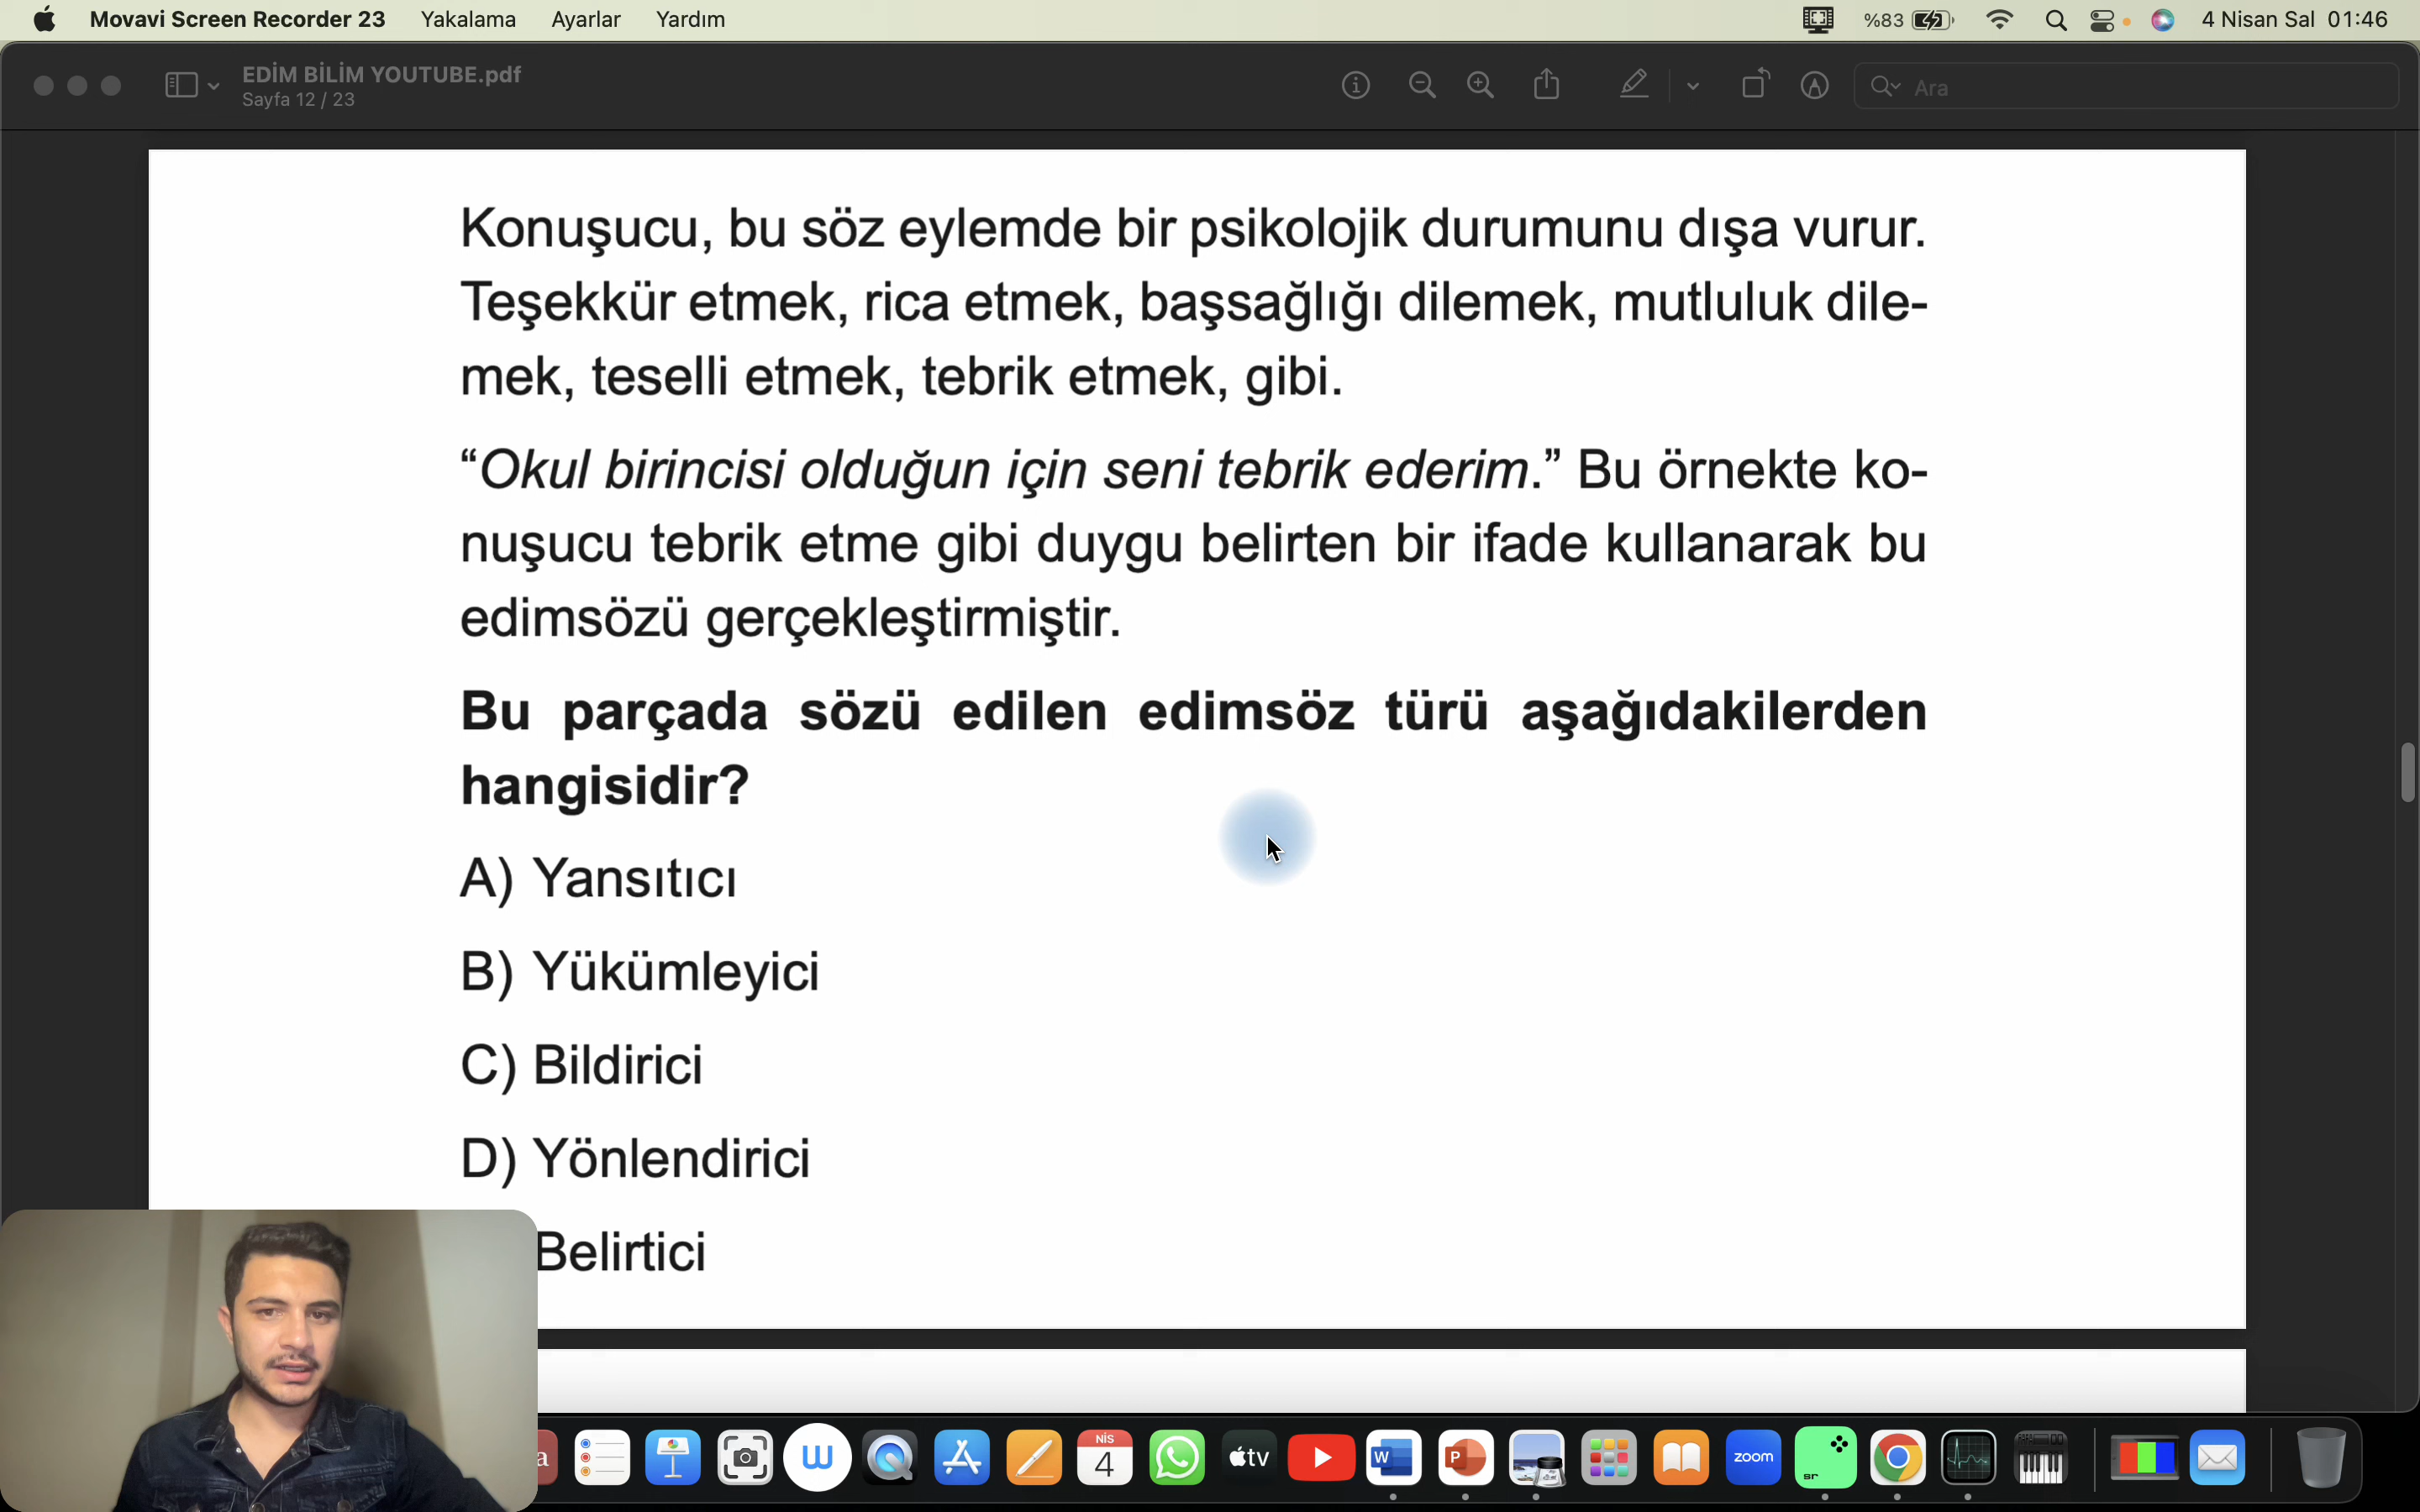 Movavi Screen Recorder 23 Yakalama Ayarlar Yardım %83 4 Nisan Sal 01:46
EDİM BİLİM YOUTUBE.pdf
Sayfa 12 / 23
Ara
Konuşucu, bu söz eylemde bir psikolojik durumunu dışa vurur.
Teşekkür etmek, rica etmek, başsağlığı dilemek, mutluluk dile-
mek, teselli etmek, tebrik etmek, gibi.
“Okul birincisi olduğun için seni tebrik ederim.” Bu örnekte ko-
nuşucu tebrik etme gibi duygu belirten bir ifade kullanarak bu
edimsözü gerçekleştirmiştir.
Bu parçada sözü edilen edimsöz türü aşağıdakilerden
hangisidir?
A) Yansıtıcı
B) Yükümleyici
C) Bildirici
D) Yönlendirici
Belirtici
a W NİS 4 tv W P zoom sr